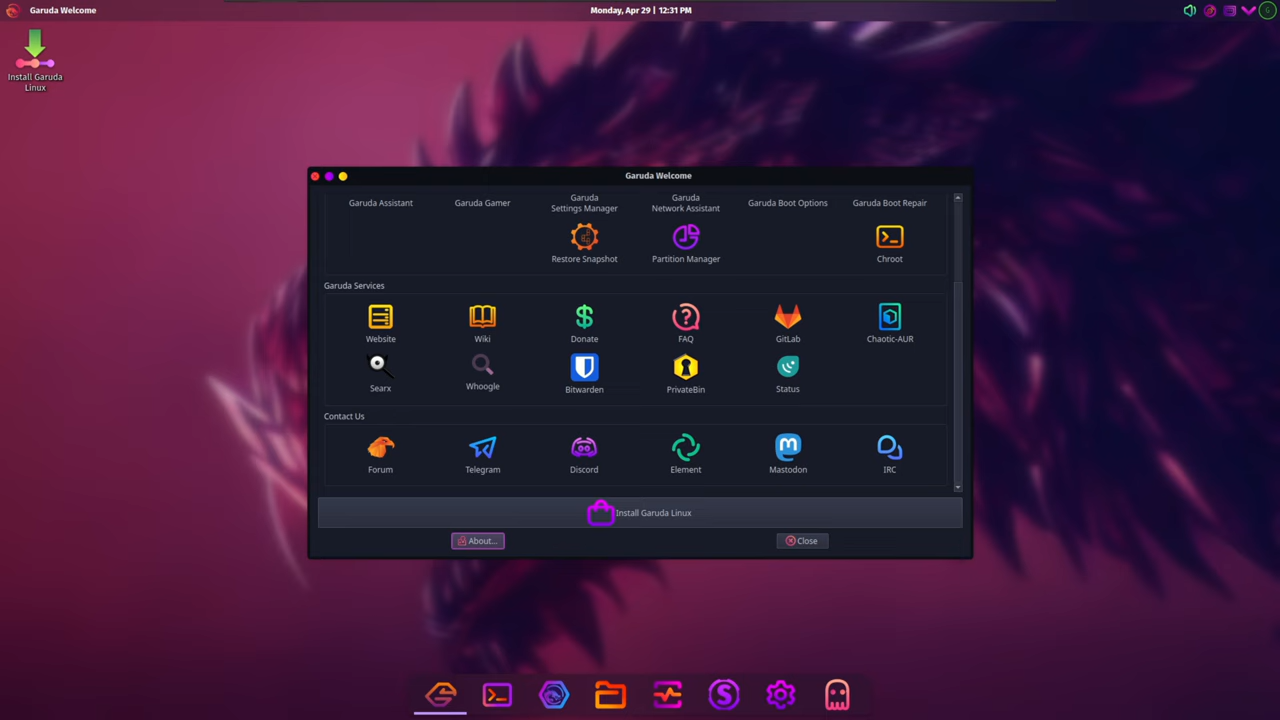 Garuda Welcome
Monday, Apr 29 | 12:31 PM
Install Garuda
Linux
Garuda Welcome
Garuda Assistant
Garuda Gamer
Garuda
Settings Manager
Garuda
Network Assistant
Garuda Boot Options
Garuda Boot Repair
Restore Snapshot
Partition Manager
Chroot
Garuda Services
Website
Wiki
Donate
FAQ
GitLab
Chaotic-AUR
Searx
Whoogle
Bitwarden
PrivateBin
Status
Contact Us
Forum
Telegram
Discord
Element
Mastodon
IRC
Install Garuda Linux
About...
Close